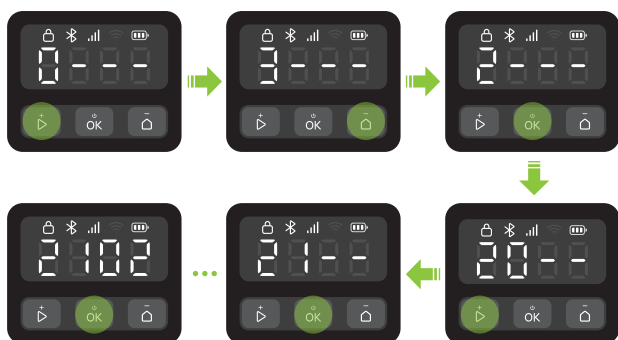 0---
+ −
OK
3---
+ −
OK
2---
+ −
OK
20--
+ −
OK
21--
+ −
OK
2102
+ −
OK